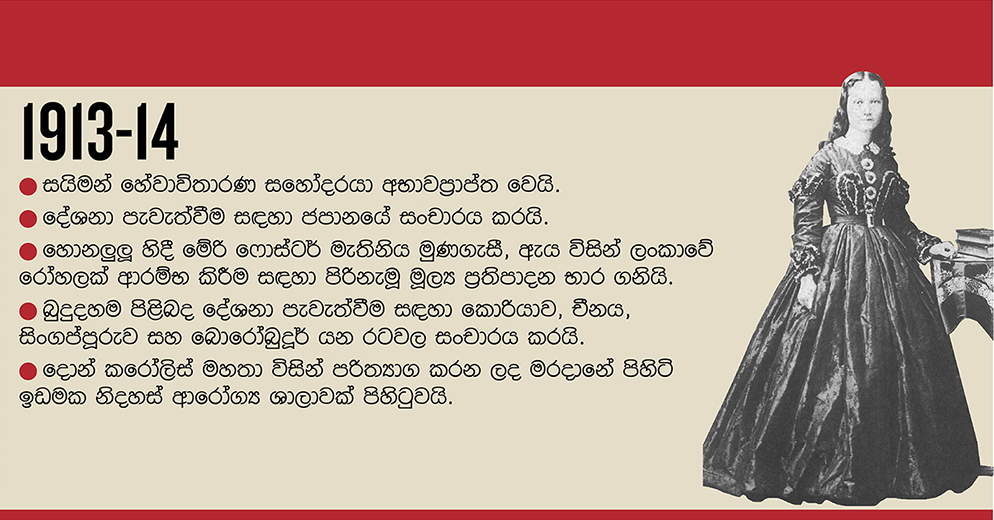 1913-14
● සයිමන් හේවාවිතාරණ සහෝදරයා අභාවප්‍රාප්ත වෙයි.
● දේශනා පැවැත්වීම සඳහා ජපානයේ සංචාරය කරයි.
● හොනලුලූ හිදී මේරි ෆොස්ටර් මැතිනිය මුණගැසී, ඇය විසින් ලංකාවේ
රෝහලක් ආරම්භ කිරීම සඳහා පිරිනැමූ මූල්‍ය ප්‍රතිපාදන භාර ගනියි.
● බුදුදහම පිළිබද දේශනා පැවැත්වීම සඳහා කොරියාව, චීනය,
සිංගප්පූරුව සහ බොරෝබුදූර් යන රටවල සංචාරය කරයි.
● දොන් කරෝලිස් මහතා විසින් පරිත්‍යාග කරන ලද මරදානේ පිහිටි
ඉඩමක නිදහස් ආරෝග්‍ය ශාලාවක් පිහිටුවයි.